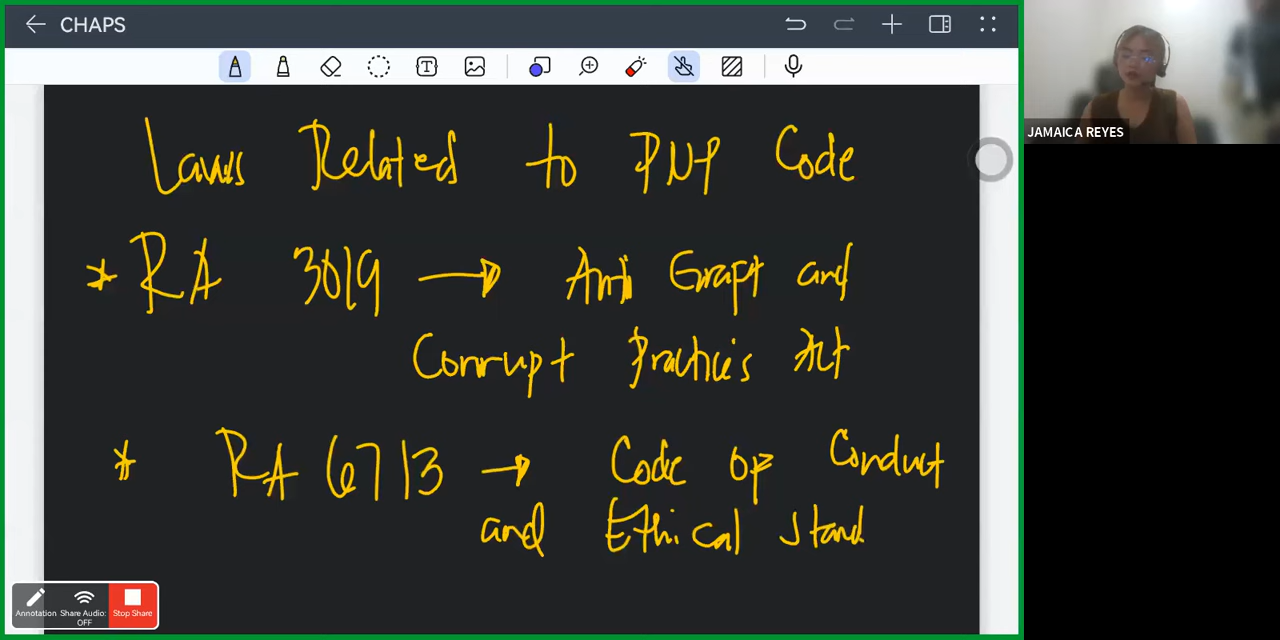 CHAPS
JAMAICA REYES
Laws Related to PNP Code
* RA 3019 → Anti Grapt and
Corrupt Practices Act
* RA 6713 → Code of Conduct
and Ethical Stand
Annotation
Share Audio: OFF
Stop Share